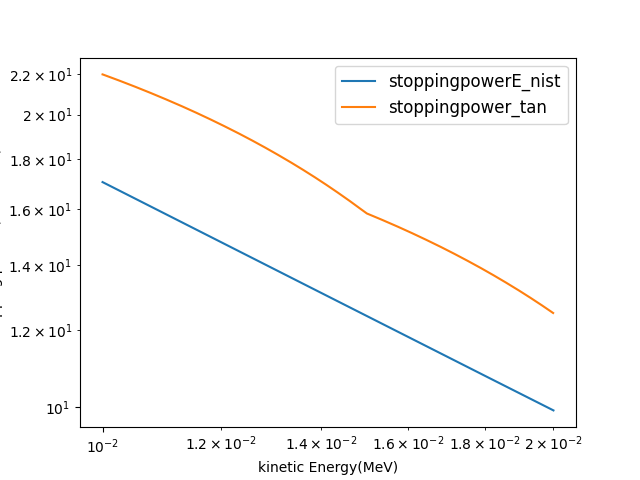 stoppingpowerE_nist
stoppingpower_tan
2.2 × 10¹
2 × 10¹
1.8 × 10¹
1.6 × 10¹
1.4 × 10¹
1.2 × 10¹
10¹
10⁻² 1.2 × 10⁻² 1.4 × 10⁻² 1.6 × 10⁻² 1.8 × 10⁻² 2 × 10⁻²
kinetic Energy(MeV)